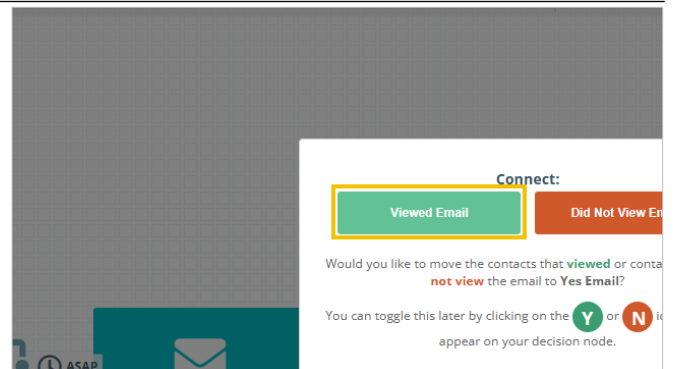 Connect:
Viewed Email
Did Not View Em
Would you like to move the contacts that viewed or conta
not view the email to Yes Email?
You can toggle this later by clicking on the Y or N ic
appear on your decision node.
ASAP